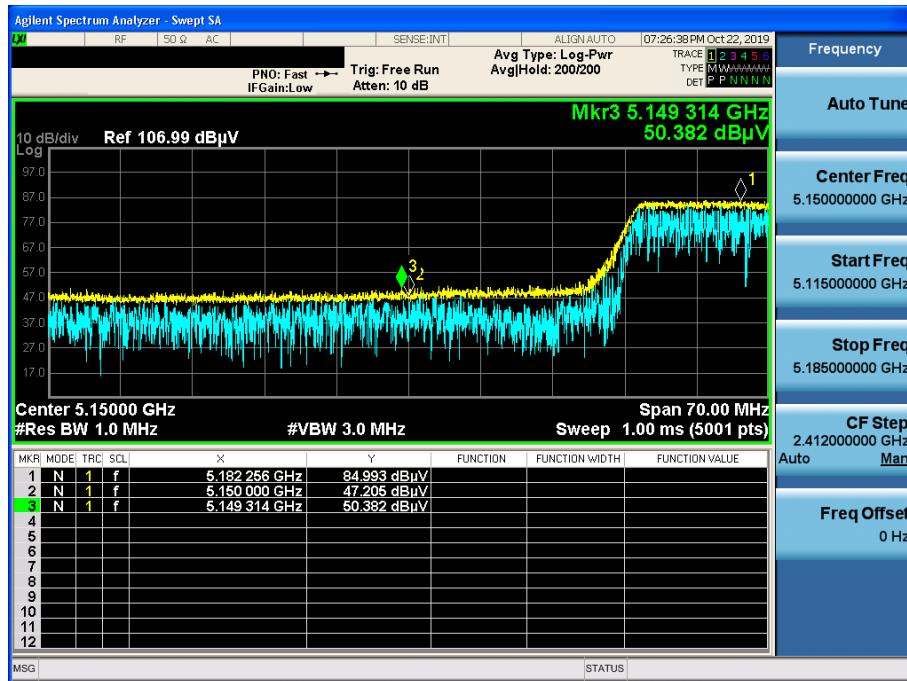 Agilent Spectrum Analyzer - Swept SA
LXI RF 50 Ω AC SENSE:INT ALIGN AUTO 07:26:38 PM Oct 22, 2019
Frequency
PNO: Fast
IFGain:Low
Trig: Free Run
Atten: 10 dB
Avg Type: Log-Pwr
Avg|Hold: 200/200
TRACE 1 2 3 4 5 6
TYPE M W W W W W
DET P P N N N N
Auto Tune
Mkr3 5.149 314 GHz
50.382 dBµV
10 dB/div Ref 106.99 dBµV
Log
97.0
87.0
77.0
67.0
57.0
47.0
37.0
27.0
17.0
1
3
2
Center Freq
5.150000000 GHz
Start Freq
5.115000000 GHz
Stop Freq
5.185000000 GHz
CF Step
2.412000000 GHz
Auto Man
Freq Offset
0 Hz
Center 5.15000 GHz Span 70.00 MHz
#Res BW 1.0 MHz #VBW 3.0 MHz Sweep 1.00 ms (5001 pts)
MKR MODE TRC SCL X Y FUNCTION FUNCTION WIDTH FUNCTION VALUE
1 N 1 f 5.182 256 GHz 84.993 dBµV
2 N 1 f 5.150 000 GHz 47.205 dBµV
3 N 1 f 5.149 314 GHz 50.382 dBµV
4
5
6
7
8
9
10
11
12
MSG STATUS